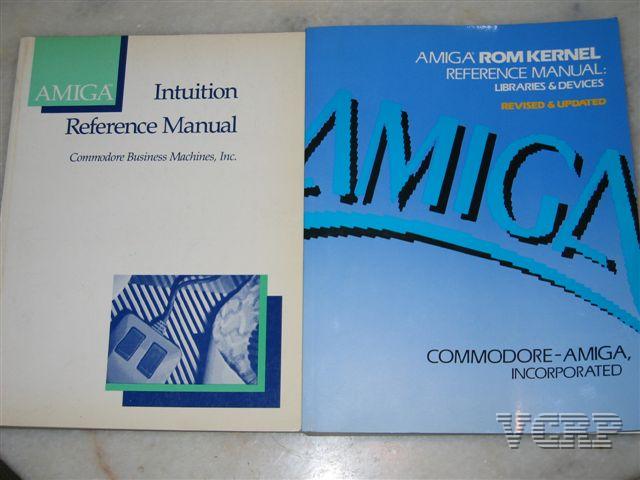 AMIGA®
Intuition
Reference Manual
Commodore Business Machines, Inc.
AMIGA® ROM KERNEL
REFERENCE MANUAL:
LIBRARIES & DEVICES
REVISED & UPDATED
AMIGA
COMMODORE-AMIGA,
INCORPORATED
VCRP